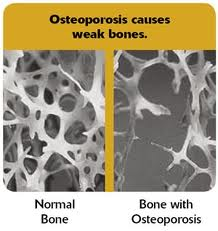 Osteoporosis causes
weak bones.
Normal
Bone
Bone with
Osteoporosis